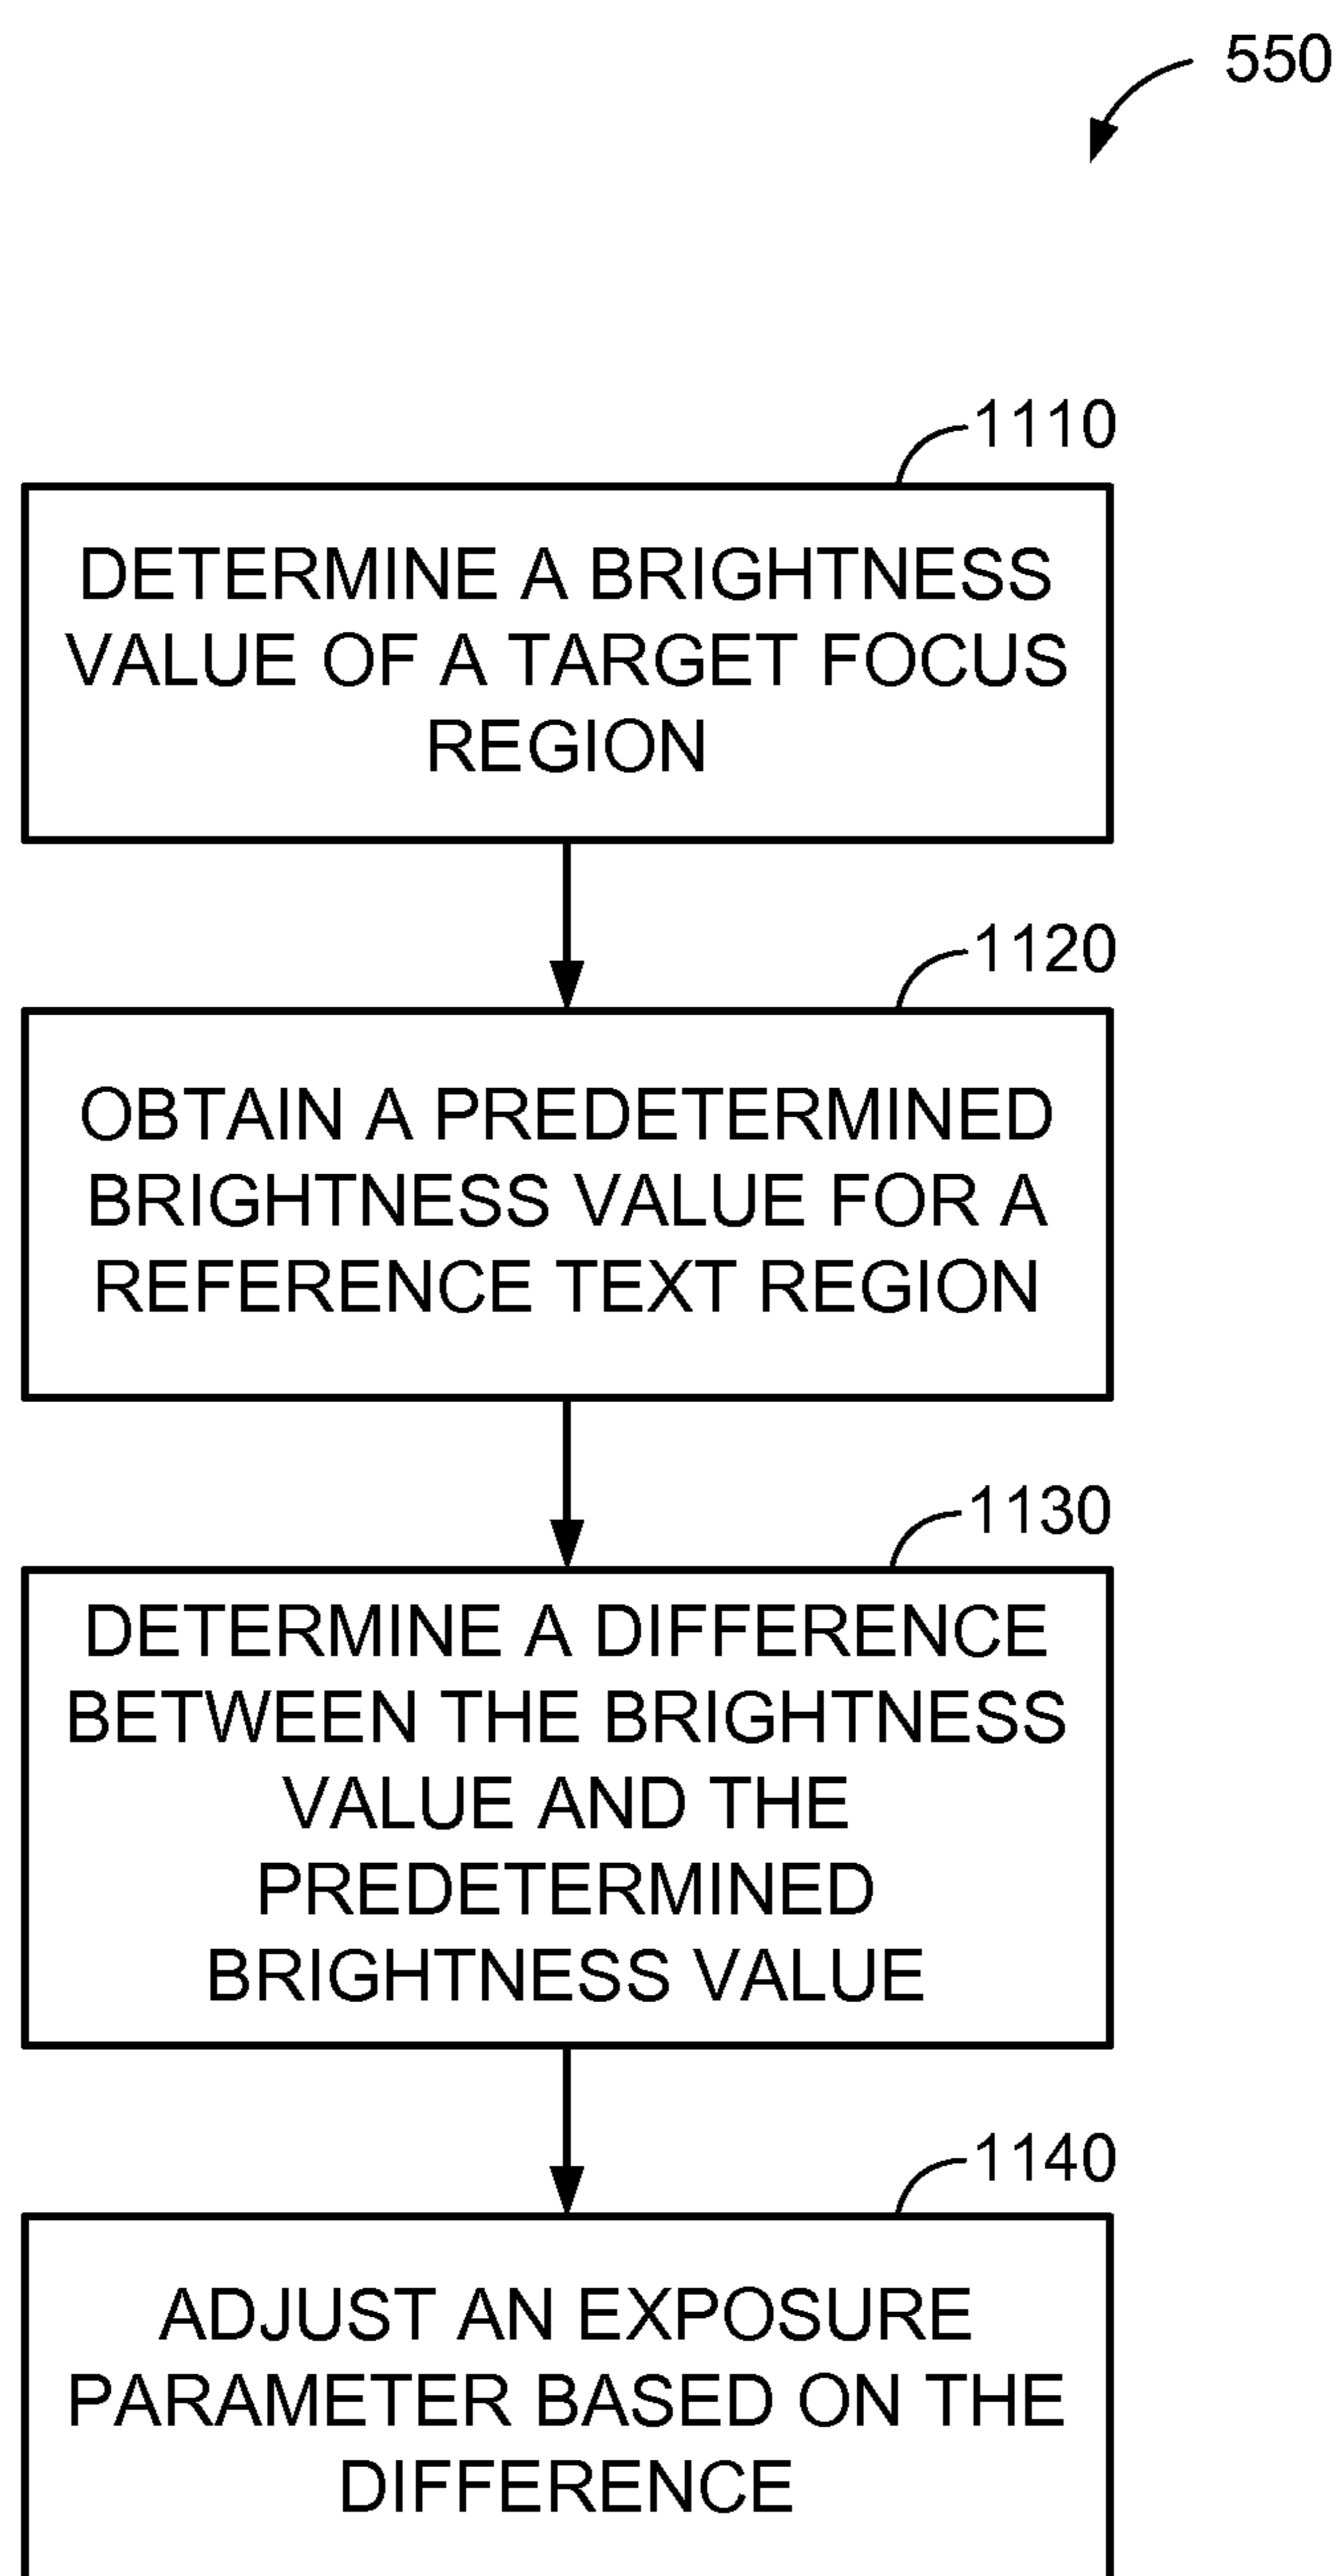 550
1110
DETERMINE A BRIGHTNESS
VALUE OF A TARGET FOCUS
REGION
1120
OBTAIN A PREDETERMINED
BRIGHTNESS VALUE FOR A
REFERENCE TEXT REGION
1130
DETERMINE A DIFFERENCE
BETWEEN THE BRIGHTNESS
VALUE AND THE
PREDETERMINED
BRIGHTNESS VALUE
1140
ADJUST AN EXPOSURE
PARAMETER BASED ON THE
DIFFERENCE